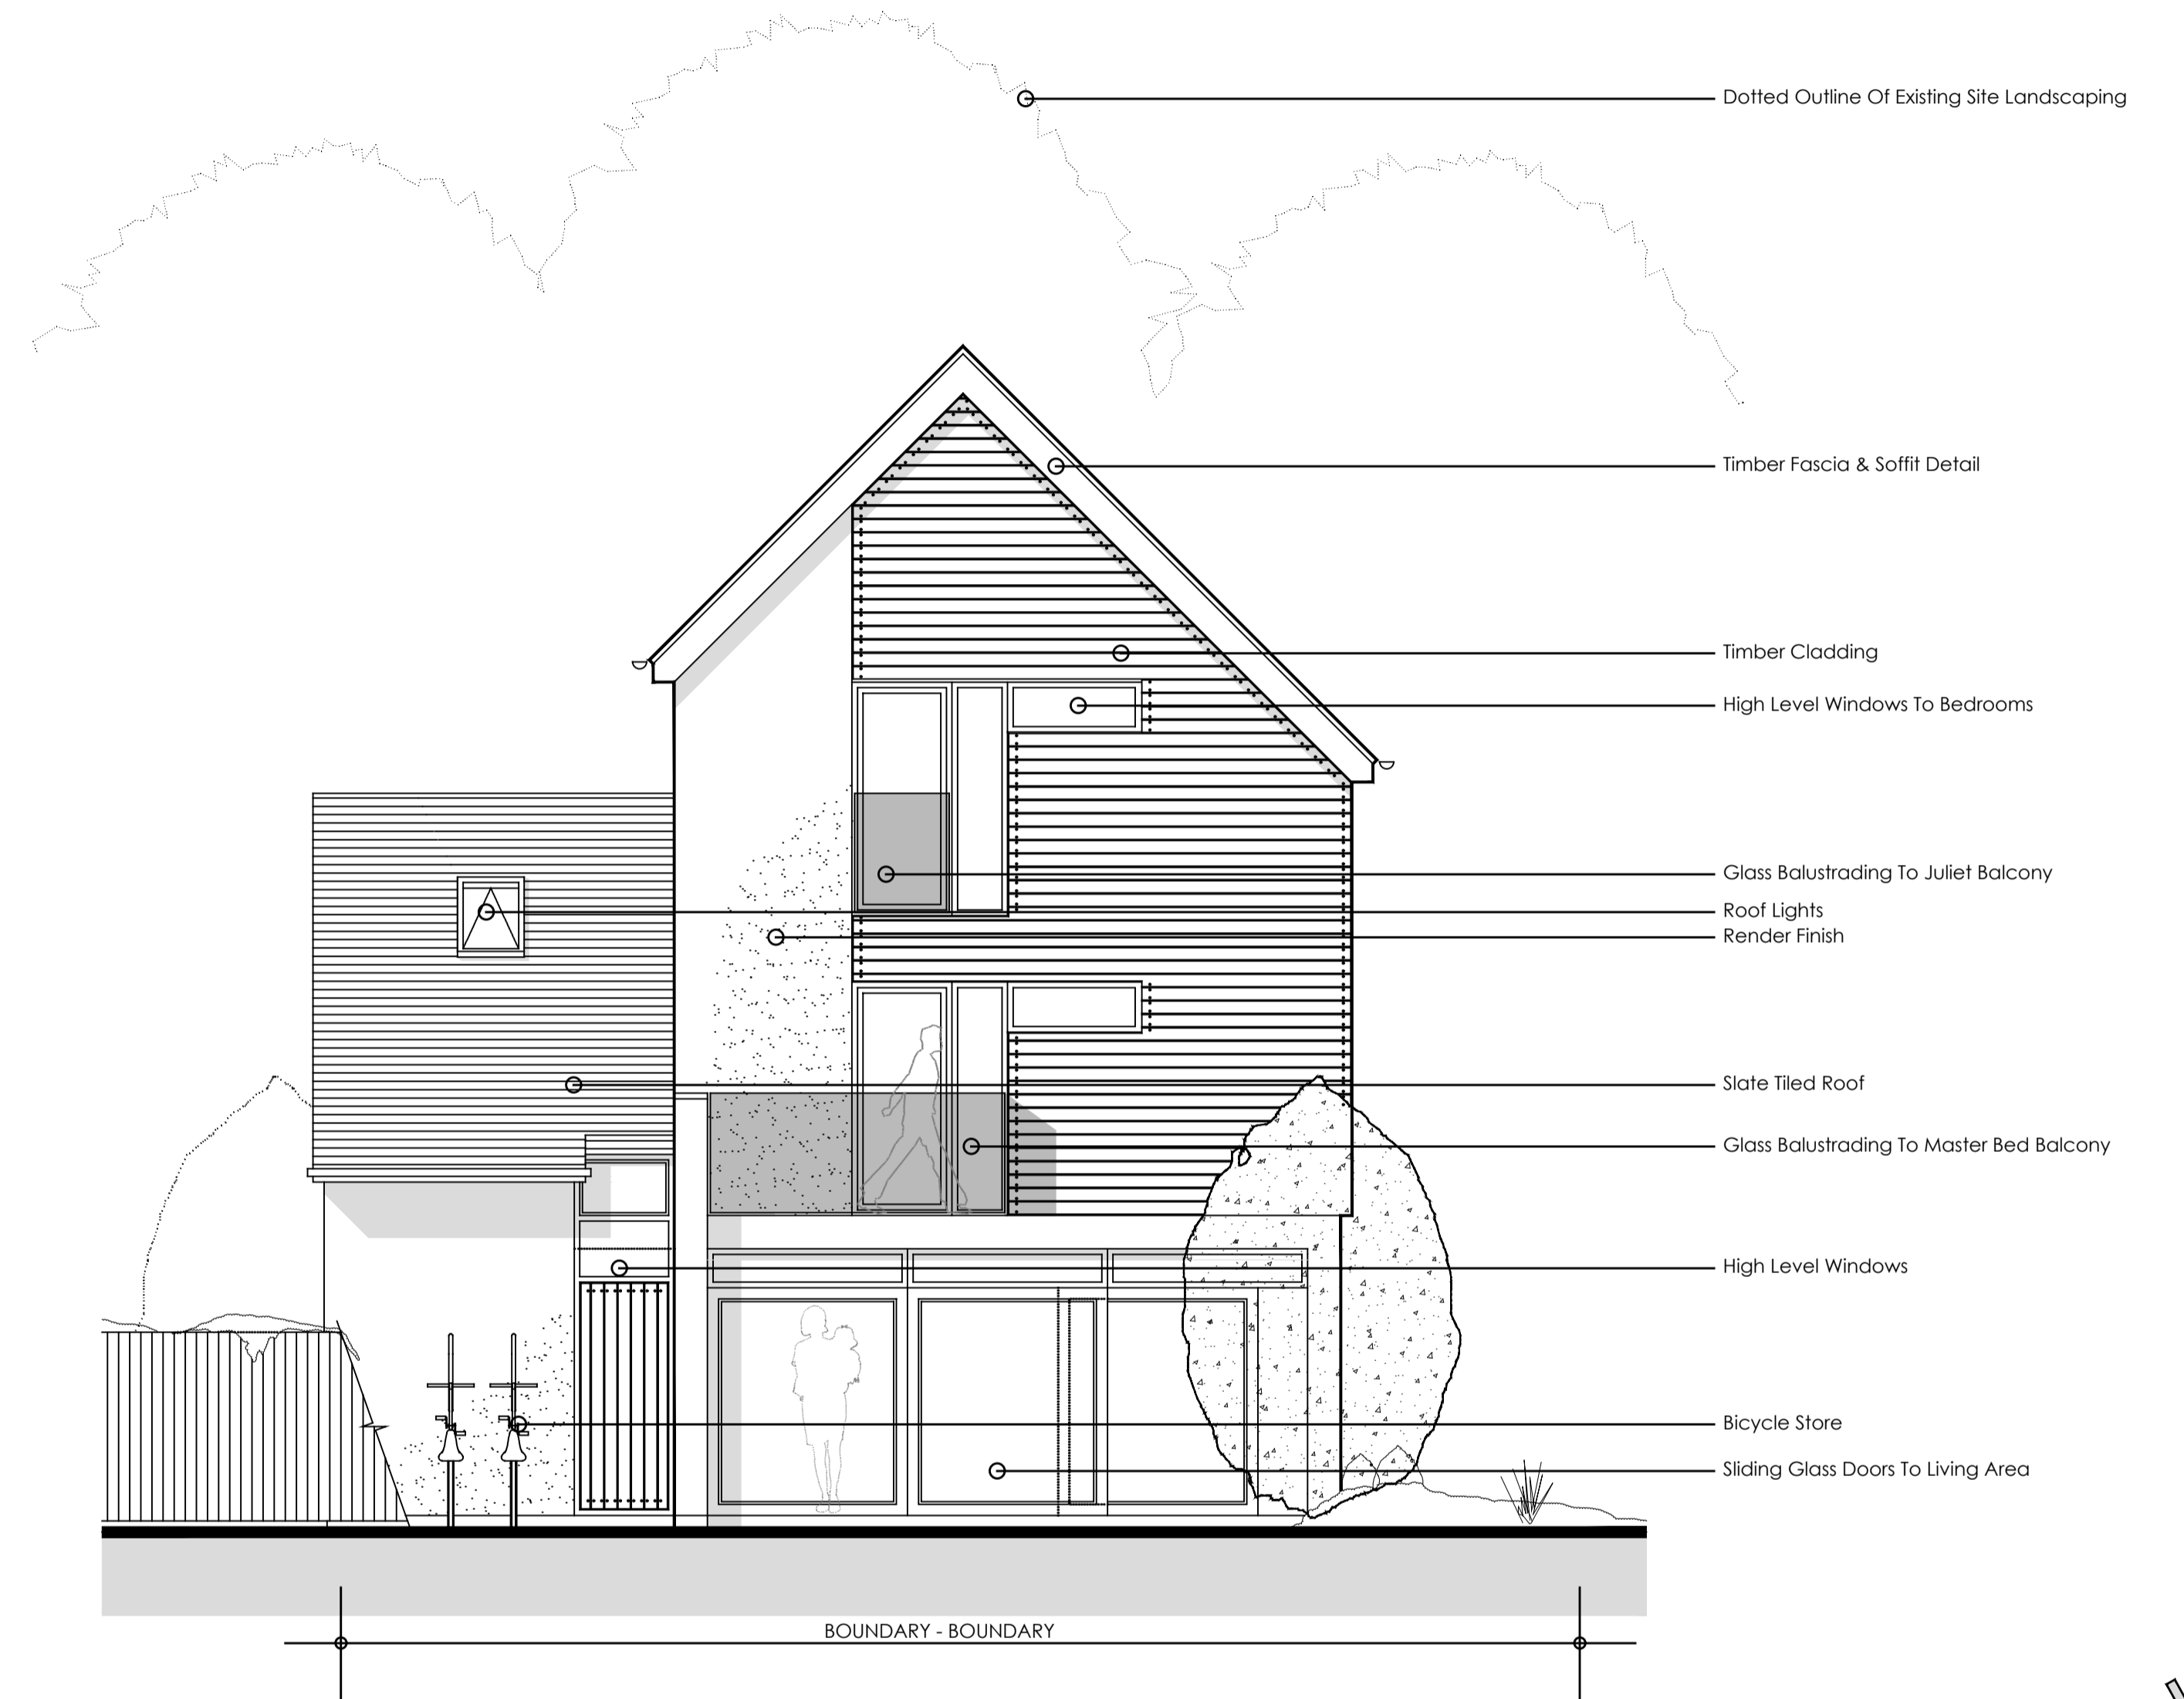 Dotted Outline Of Existing Site Landscaping
Timber Fascia & Soffit Detail
Timber Cladding
High Level Windows To Bedrooms
Glass Balustrading To Juliet Balcony
Roof Lights
Render Finish
Slate Tiled Roof
Glass Balustrading To Master Bed Balcony
High Level Windows
Bicycle Store
Sliding Glass Doors To Living Area
BOUNDARY - BOUNDARY